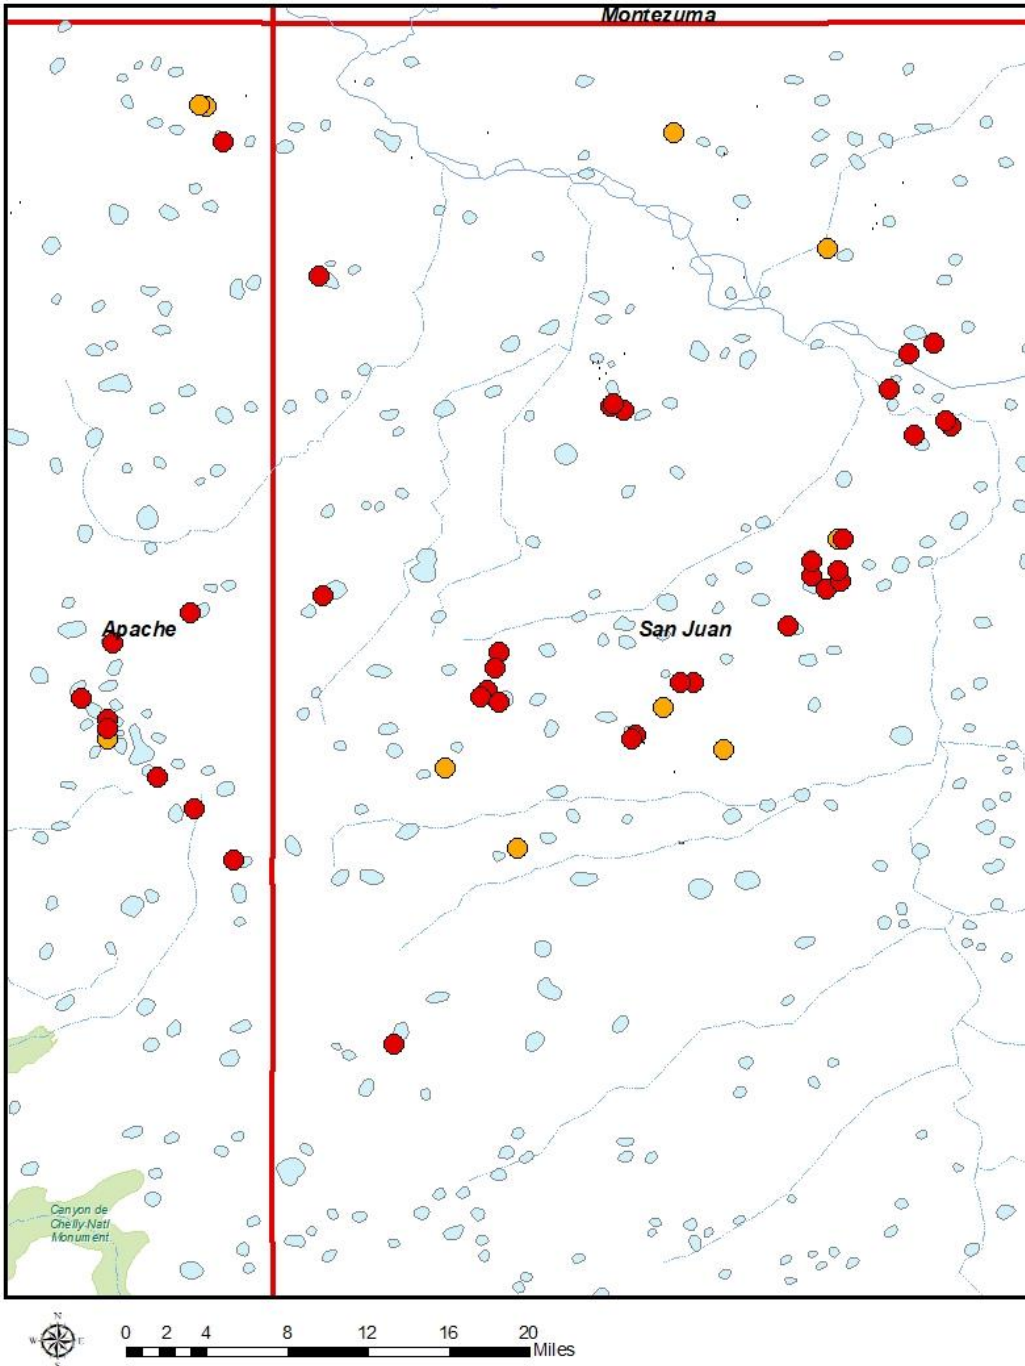 Montezuma
Apache
San Juan
Canyon de
Chelly Natl
Monument
N
W
E
S
0 2 4 8 12 16 20
Miles